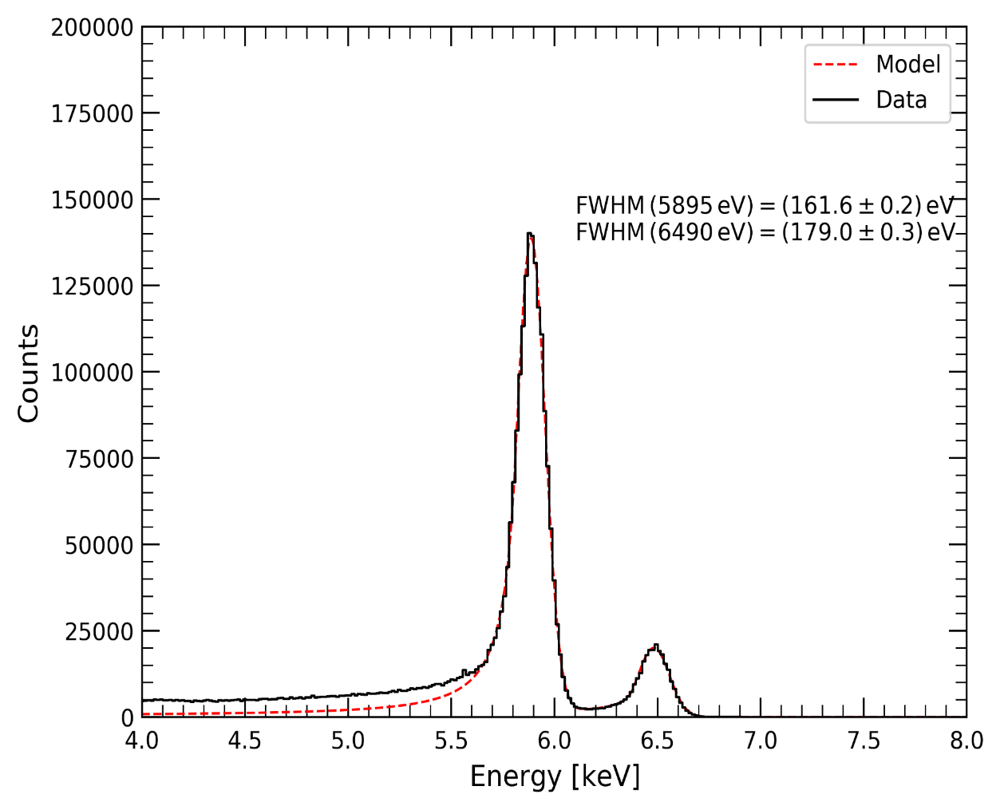 200000
175000
150000
125000
100000
75000
50000
25000
0
Counts
Model
Data
FWHM (5895 eV) = (161.6 ± 0.2) eV
FWHM (6490 eV) = (179.0 ± 0.3) eV
4.0 4.5 5.0 5.5 6.0 6.5 7.0 7.5 8.0
Energy [keV]